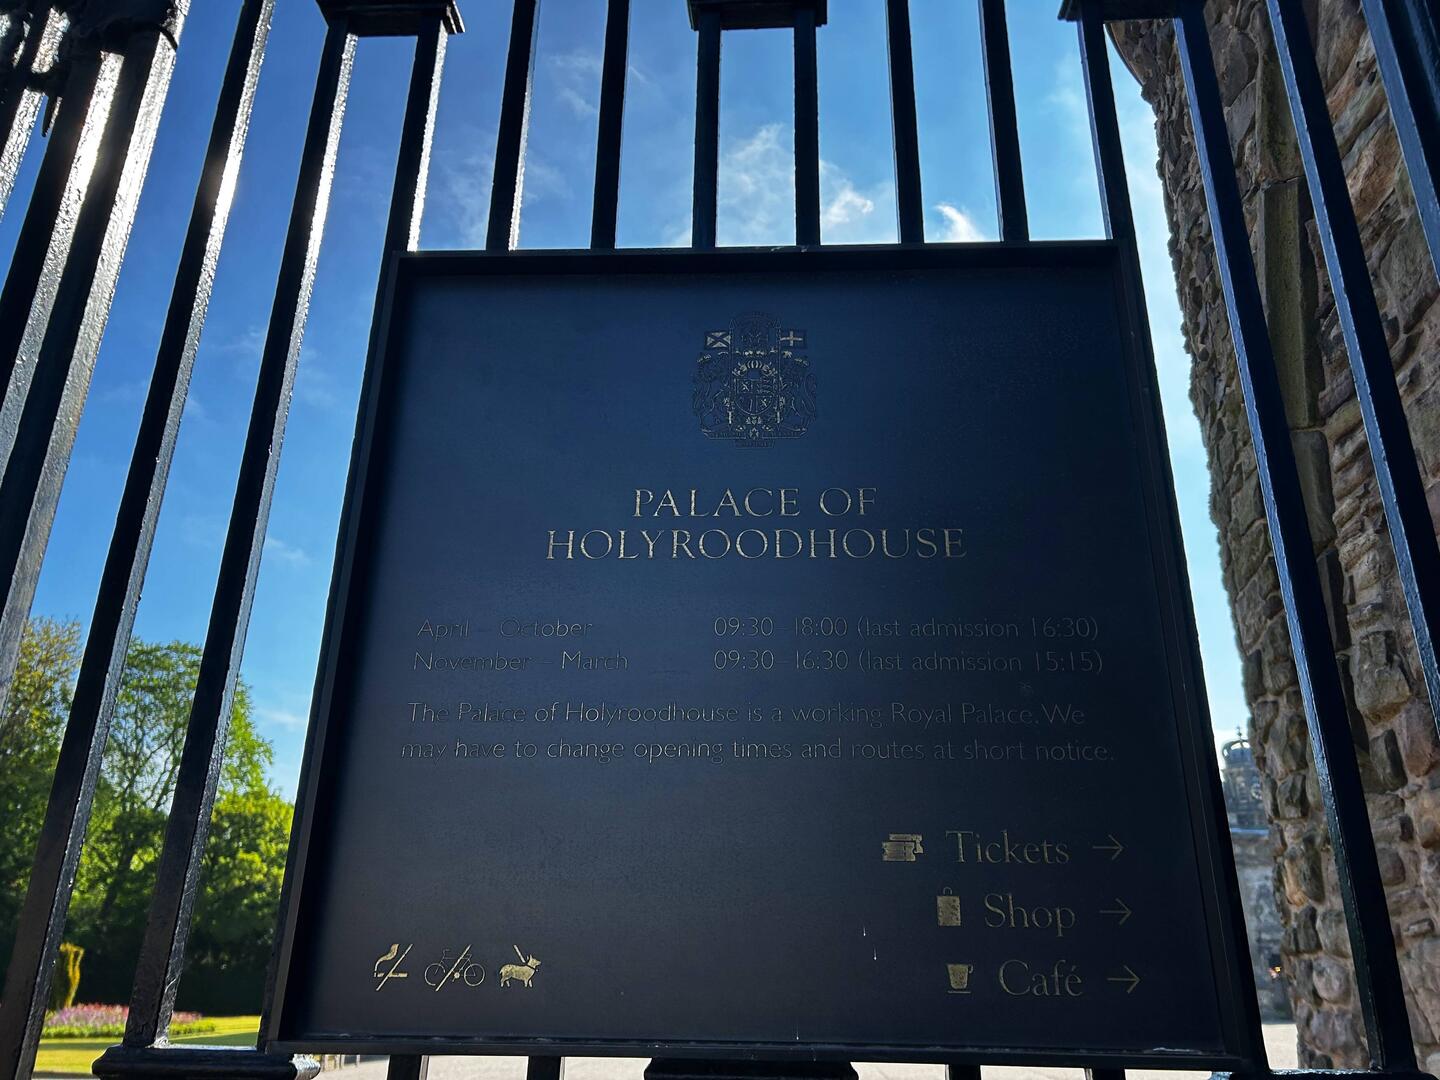 PALACE OF
HOLYROODHOUSE
April – October 09:30–18:00 (last admission 16:30)
November – March 09:30–16:30 (last admission 15:15)
The Palace of Holyroodhouse is a working Royal Palace. We
may have to change opening times and routes at short notice.
Tickets →
Shop →
Café →